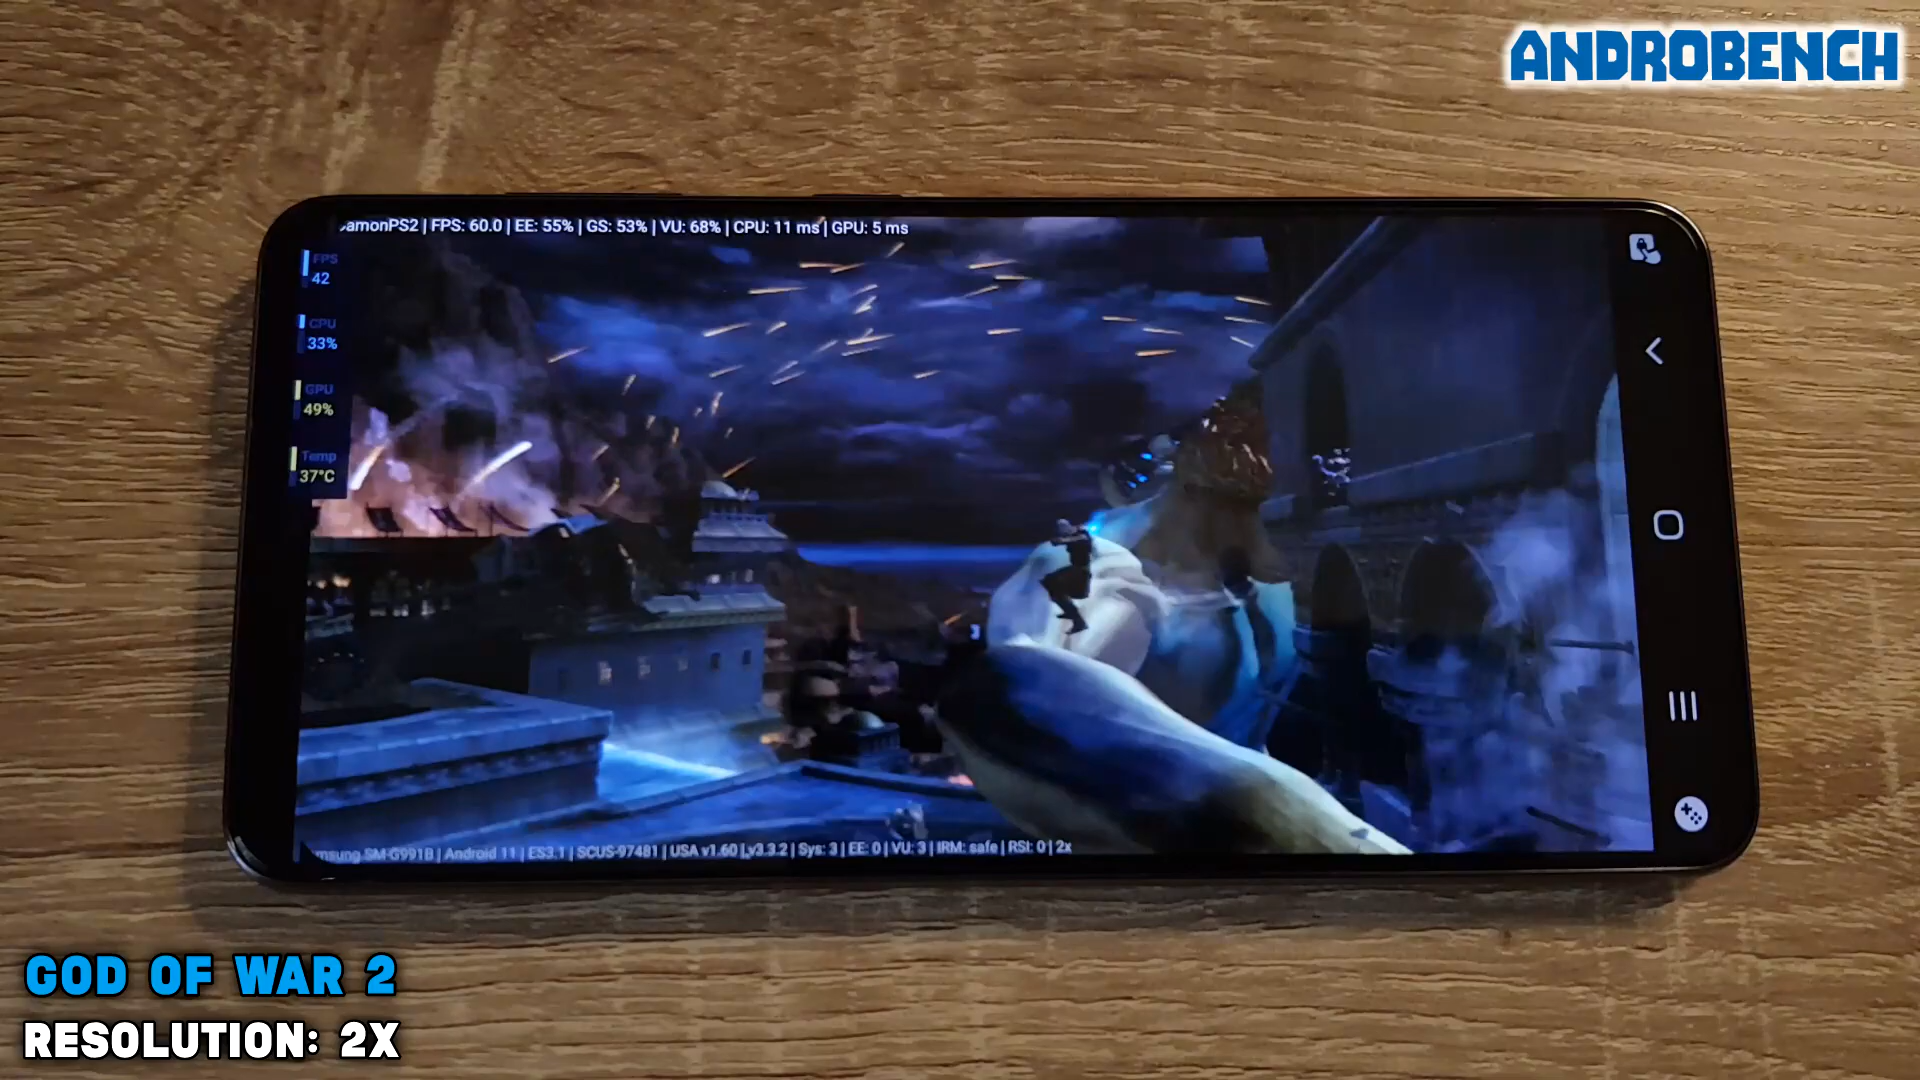 ANDROBENCH
amonPS2 | FPS: 60.0 | EE: 55% | GS: 53% | VU: 68% | CPU: 11 ms | GPU: 5 ms
FPS
42
CPU
33%
GPU
49%
Temp
37°C
msung SM-G991B | Android 11 | ES3.1 | SCUS-97481 | USA v1.60 | v3.3.2 | Sys: 3 | EE: 0 | VU: 3 | IRM: safe | RSI: 0 | 2x
GOD OF WAR 2
RESOLUTION: 2X